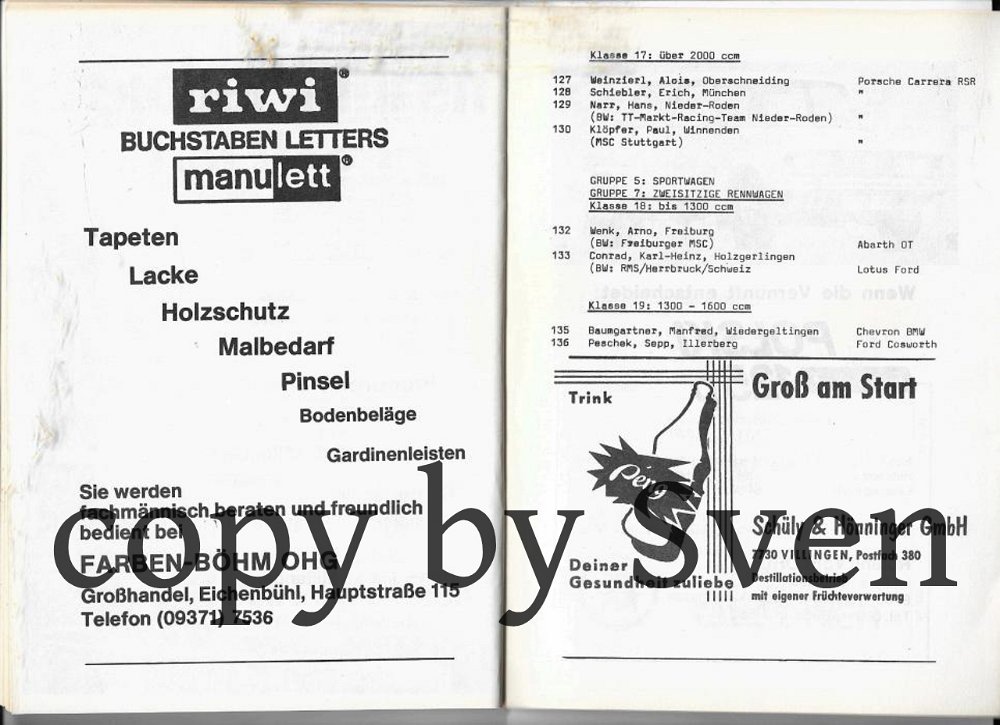 riwi®
BUCHSTABEN LETTERS
manulett®
Tapeten
Lacke
Holzschutz
Malbedarf
Pinsel
Bodenbeläge
Gardinenleisten
Sie werden
fachmännisch beraten und freundlich
bedient bei
FARBEN-BÖHM OHG
Großhandel, Eichenbühl, Hauptstraße 115
Telefon (09371) 7536
Klasse 17: über 2000 ccm
127 Weinzierl, Alois, Oberschneiding Porsche Carrera RSR
128 Schiebler, Erich, München "
129 Narr, Hans, Nieder-Roden
(BW: TT-Markt-Racing-Team Nieder-Roden) "
130 Klöpfer, Paul, Winnenden
(MSC Stuttgart) "
GRUPPE 5: SPORTWAGEN
GRUPPE 7: ZWEISITZIGE RENNWAGEN
Klasse 18: bis 1300 ccm
132 Wenk, Arno, Freiburg
(BW: Freiburger MSC) Abarth OT
133 Conrad, Karl-Heinz, Holzgerlingen
(BW: RMS/Herrbruck/Schweiz Lotus Ford
Klasse 19: 1300 - 1600 ccm
135 Baumgartner, Manfred, Wiedergeltingen Chevron BMW
136 Peschek, Sepp, Illerberg Ford Cosworth
Trink
Groß am Start
Pero
Schüly & Hönninger GmbH
7730 VILLINGEN, Postfach 380
Deiner
Gesundheit zuliebe
Destillationsbetrieb
mit eigener Früchteverwertung
copy by Sven